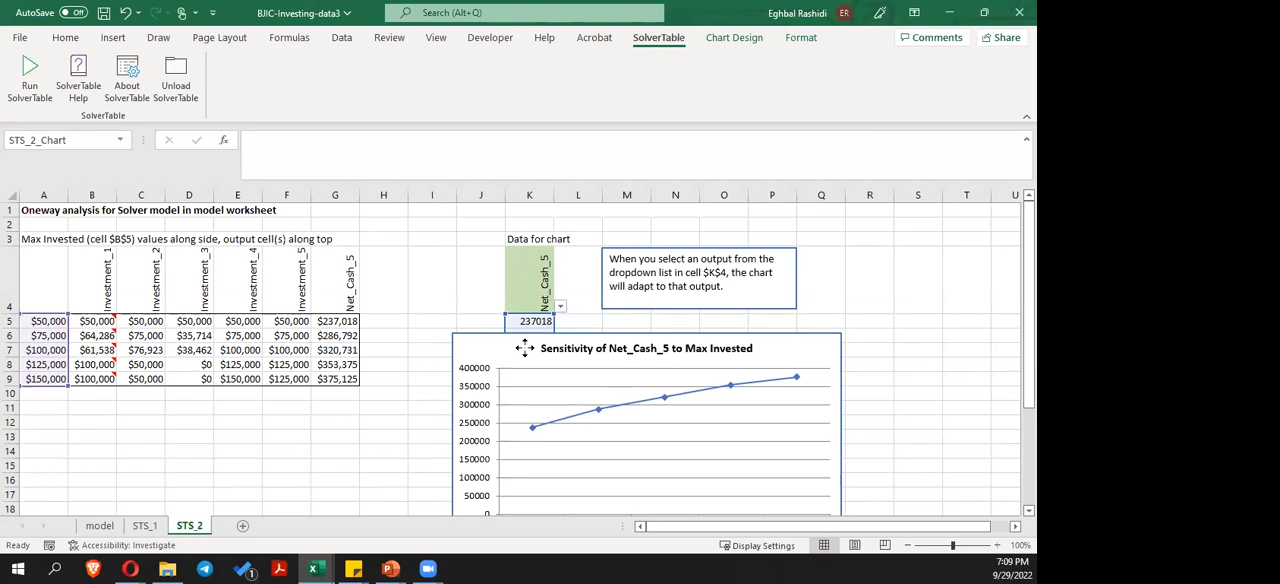 AutoSave Off BJIC-Investing-data3 Search (Alt+Q) Eghbal Rashidi ER
File Home Insert Draw Page Layout Formulas Data Review View Developer Help Acrobat SolverTable Chart Design Format Comments Share
Run SolverTable About Unload
SolverTable Help SolverTable SolverTable
SolverTable
STS_2_Chart fx
A B C D E F G H I J K L M N O P Q R S T U
1 Oneway analysis for Solver model in model worksheet
2
3 Max Invested (cell $B$5) values along side, output cell(s) along top Data for chart
4 Investment_1 Investment_2 Investment_3 Investment_4 Investment_5 Net_Cash_5 Net_Cash_5
When you select an output from the
dropdown list in cell $K$4, the chart
will adapt to that output.
5 $50,000 $50,000 $50,000 $50,000 $50,000 $50,000 $237,018 237018
6 $75,000 $64,286 $75,000 $35,714 $75,000 $75,000 $286,792
7 $100,000 $61,538 $76,923 $38,462 $100,000 $100,000 $320,731
8 $125,000 $100,000 $50,000 $0 $125,000 $125,000 $353,375
9 $150,000 $100,000 $50,000 $0 $150,000 $125,000 $375,125
10
11
12
13
14
15
16
17
18
Sensitivity of Net_Cash_5 to Max Invested
400000
350000
300000
250000
200000
150000
100000
50000
0
model STS_1 STS_2
Ready Accessibility: Investigate Display Settings 100%
1
7:09 PM
9/29/2022